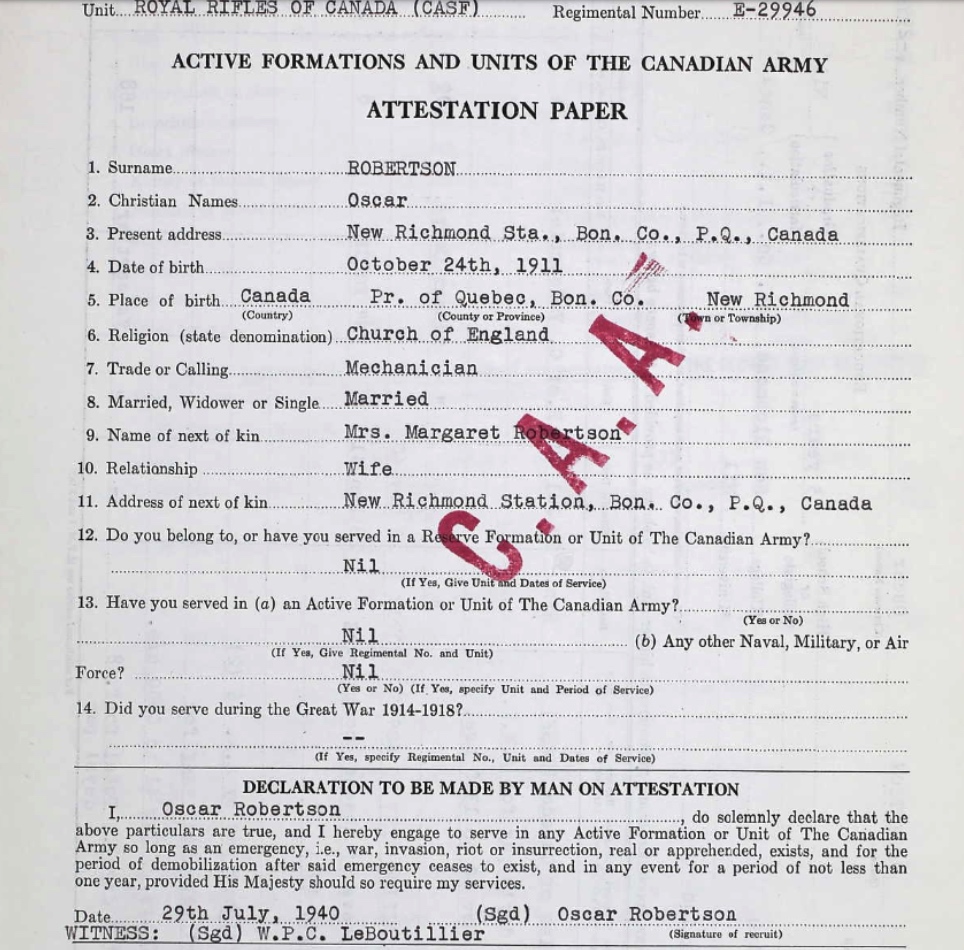 Unit ROYAL RIFLES OF CANADA (CASF) Regimental Number E-29946
ACTIVE FORMATIONS AND UNITS OF THE CANADIAN ARMY
ATTESTATION PAPER
1. Surname ROBERTSON
2. Christian Names Oscar
3. Present address New Richmond Sta., Bon. Co., P.Q., Canada
4. Date of birth October 24th, 1911
5. Place of birth Canada Pr. of Quebec, Bon. Co. New Richmond
(Country) (County or Province) (Town or Township)
6. Religion (state denomination) Church of England
7. Trade or Calling Mechanician
8. Married, Widower or Single Married
9. Name of next of kin Mrs. Margaret Robertson
10. Relationship Wife
11. Address of next of kin New Richmond Station, Bon. Co., P.Q., Canada
C.A.A.
12. Do you belong to, or have you served in a Reserve Formation or Unit of The Canadian Army?
Nil
(If Yes, Give Unit and Dates of Service)
13. Have you served in (a) an Active Formation or Unit of The Canadian Army?
(Yes or No)
Nil (b) Any other Naval, Military, or Air
(If Yes, Give Regimental No. and Unit)
Force? Nil
(Yes or No) (If Yes, specify Unit and Period of Service)
14. Did you serve during the Great War 1914-1918?
--
(If Yes, specify Regimental No., Unit and Dates of Service)
DECLARATION TO BE MADE BY MAN ON ATTESTATION
I, Oscar Robertson, do solemnly declare that the
above particulars are true, and I hereby engage to serve in any Active Formation or Unit of The Canadian
Army so long as an emergency, i.e., war, invasion, riot or insurrection, real or apprehended, exists, and for the
period of demobilization after said emergency ceases to exist, and in any event for a period of not less than
one year, provided His Majesty should so require my services.
Date 29th July, 1940 (Sgd) Oscar Robertson
WITNESS: (Sgd) W.P.C. LeBoutillier (Signature of recruit)